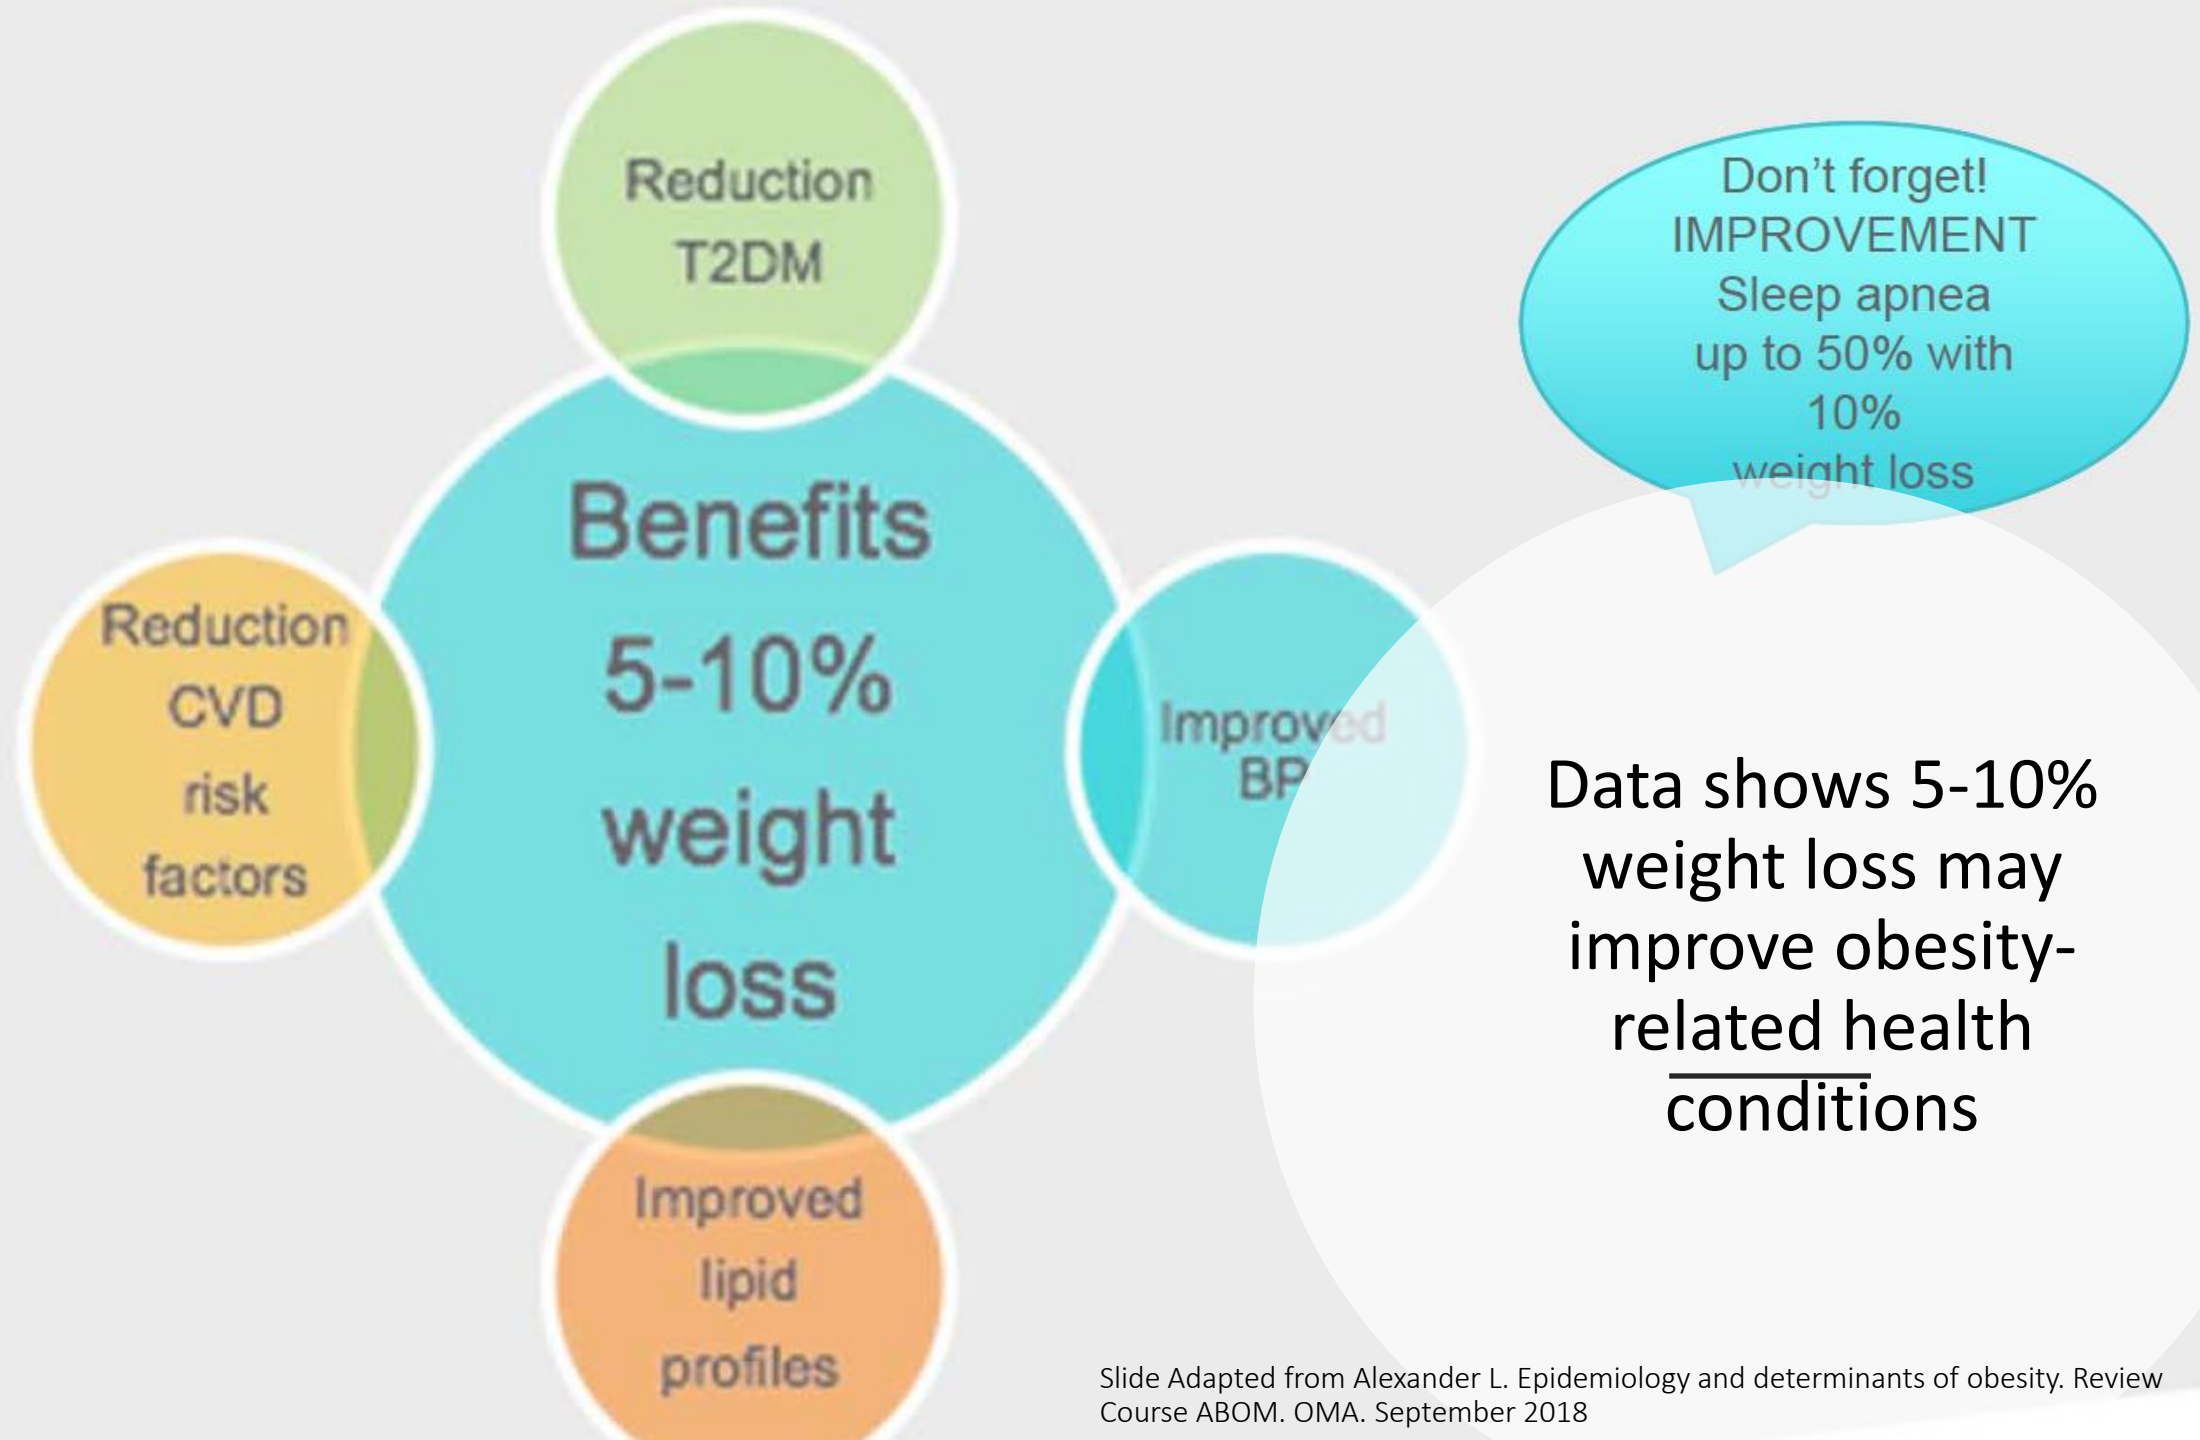 Reduction
T2DM
Benefits
5-10%
weight
loss
Reduction
CVD
risk
factors
Improved
BP
Improved
lipid
profiles
Don't forget!
IMPROVEMENT
Sleep apnea
up to 50% with
10%
weight loss
Data shows 5-10%
weight loss may
improve obesity-
related health
conditions
Slide Adapted from Alexander L. Epidemiology and determinants of obesity. Review
Course ABOM. OMA. September 2018